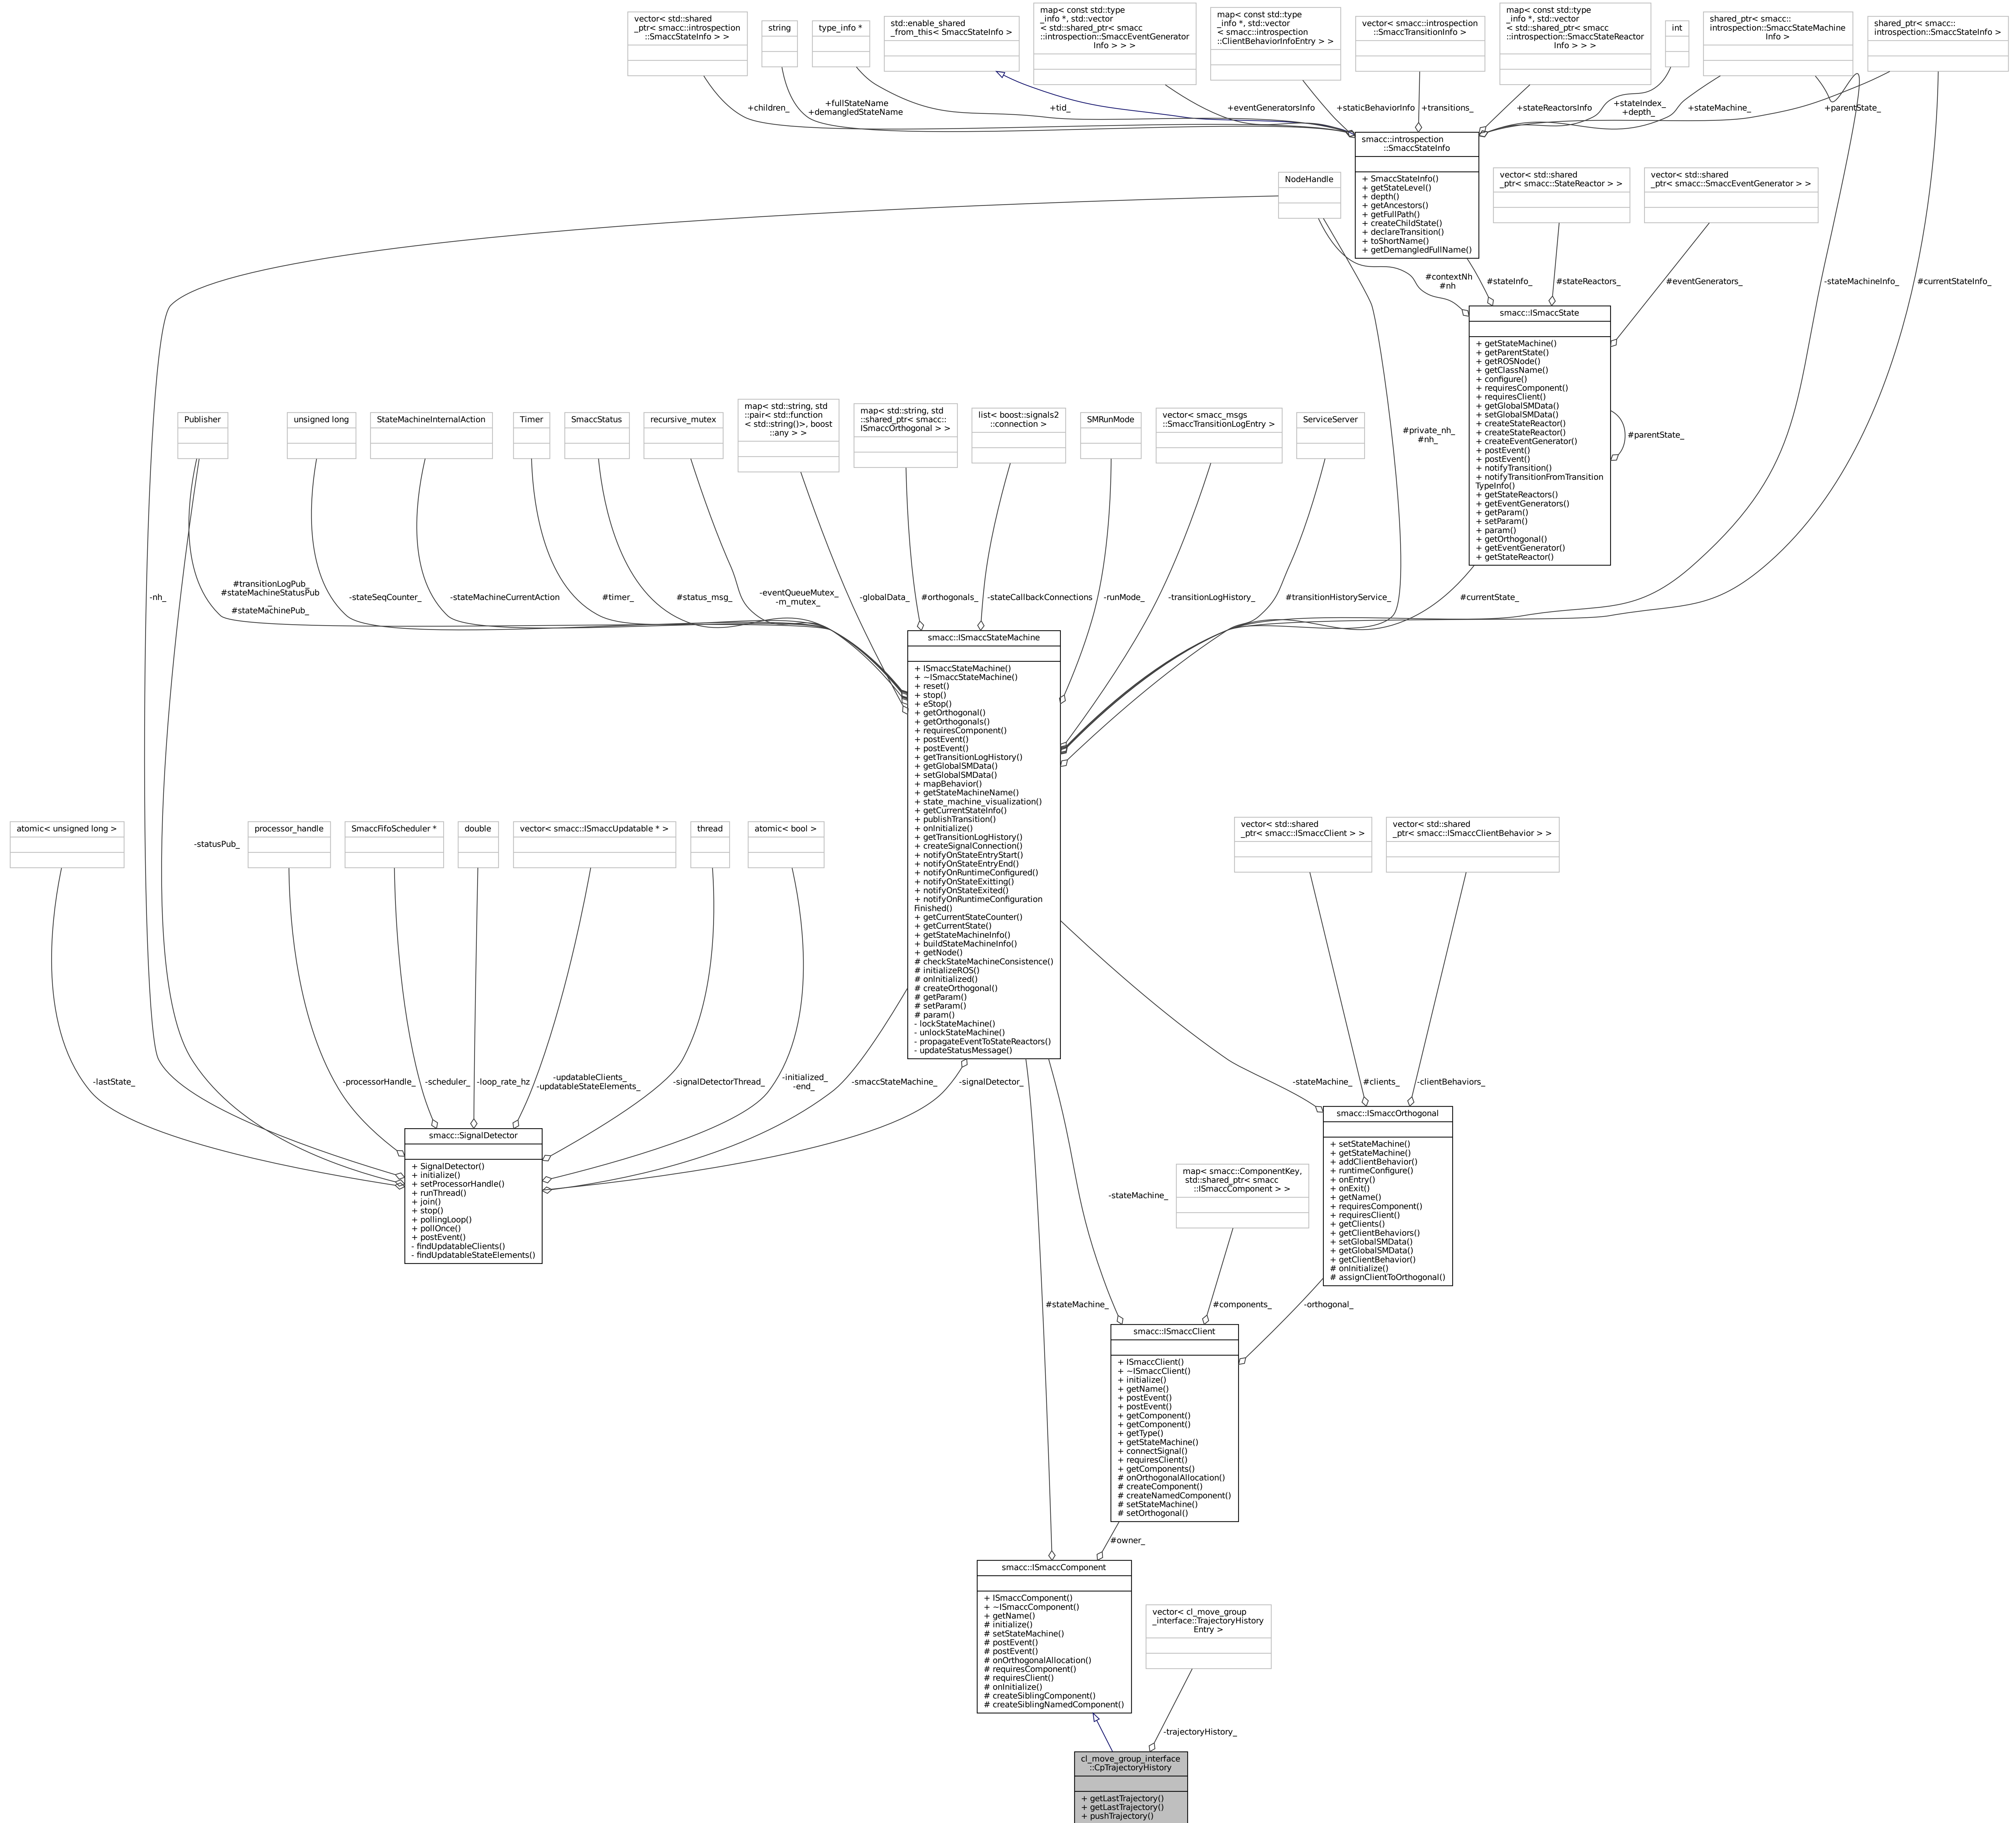 vector< std::shared
_ptr< smacc::introspection
::SmaccStateInfo > >
string
type_info *
std::enable_shared
_from_this< SmaccStateInfo >
map< const std::type
_info *, std::vector
< std::shared_ptr< smacc
::introspection::SmaccEventGenerator
Info > > >
map< const std::type
_info *, std::vector
< smacc::introspection
::ClientBehaviorInfoEntry > >
vector< smacc::introspection
::SmaccTransitionInfo >
map< const std::type
_info *, std::vector
< std::shared_ptr< smacc
::introspection::SmaccStateReactor
Info > > >
int
shared_ptr< smacc::
introspection::SmaccStateMachine
Info >
shared_ptr< smacc::
introspection::SmaccStateInfo >
+children_
+fullStateName
+demangledStateName
+tid_
+eventGeneratorsInfo
+staticBehaviorInfo
+transitions_
+stateReactorsInfo
+stateIndex_
+depth_
+stateMachine_
+parentState_
smacc::introspection
::SmaccStateInfo
+ SmaccStateInfo()
+ getStateLevel()
+ depth()
+ getAncestors()
+ getFullPath()
+ createChildState()
+ declareTransition()
+ toShortName()
+ getDemangledFullName()
NodeHandle
vector< std::shared
_ptr< smacc::StateReactor > >
vector< std::shared
_ptr< smacc::SmaccEventGenerator > >
#contextNh
#nh
#stateInfo_
#stateReactors_
#eventGenerators_
-stateMachineInfo_
#currentStateInfo_
smacc::ISmaccState
+ getStateMachine()
+ getParentState()
+ getROSNode()
+ getClassName()
+ configure()
+ requiresComponent()
+ requiresClient()
+ getGlobalSMData()
+ setGlobalSMData()
+ createStateReactor()
+ createStateReactor()
+ createEventGenerator()
+ postEvent()
+ postEvent()
+ notifyTransition()
+ notifyTransitionFromTransition
TypeInfo()
+ getStateReactors()
+ getEventGenerators()
+ getParam()
+ setParam()
+ param()
+ getOrthogonal()
+ getEventGenerator()
+ getStateReactor()
#parentState_
#private_nh_
#nh_
Publisher
unsigned long
StateMachineInternalAction
Timer
SmaccStatus
recursive_mutex
map< std::string, std
::pair< std::function
< std::string()>, boost
::any > >
map< std::string, std
::shared_ptr< smacc::
ISmaccOrthogonal > >
list< boost::signals2
::connection >
SMRunMode
vector< smacc_msgs
::SmaccTransitionLogEntry >
ServiceServer
-nh_
#transitionLogPub_
#stateMachineStatusPub
_
#stateMachinePub_
-stateSeqCounter_
-stateMachineCurrentAction
#timer_
#status_msg_
-eventQueueMutex_
-m_mutex_
-globalData_
#orthogonals_
-stateCallbackConnections
-runMode_
-transitionLogHistory_
#transitionHistoryService_
#currentState_
smacc::ISmaccStateMachine
+ ISmaccStateMachine()
+ ~ISmaccStateMachine()
+ reset()
+ stop()
+ eStop()
+ getOrthogonal()
+ getOrthogonals()
+ requiresComponent()
+ postEvent()
+ postEvent()
+ getTransitionLogHistory()
+ getGlobalSMData()
+ setGlobalSMData()
+ mapBehavior()
+ getStateMachineName()
+ state_machine_visualization()
+ getCurrentStateInfo()
+ publishTransition()
+ onInitialize()
+ getTransitionLogHistory()
+ createSignalConnection()
+ notifyOnStateEntryStart()
+ notifyOnStateEntryEnd()
+ notifyOnRuntimeConfigured()
+ notifyOnStateExitting()
+ notifyOnStateExited()
+ notifyOnRuntimeConfiguration
Finished()
+ getCurrentStateCounter()
+ getCurrentState()
+ getStateMachineInfo()
+ buildStateMachineInfo()
+ getNode()
# checkStateMachineConsistence()
# initializeROS()
# onInitialized()
# createOrthogonal()
# getParam()
# setParam()
# param()
- lockStateMachine()
- unlockStateMachine()
- propagateEventToStateReactors()
- updateStatusMessage()
atomic< unsigned long >
-statusPub_
processor_handle
SmaccFifoScheduler *
double
vector< smacc::ISmaccUpdatable * >
thread
atomic< bool >
vector< std::shared
_ptr< smacc::ISmaccClient > >
vector< std::shared
_ptr< smacc::ISmaccClientBehavior > >
-lastState_
-processorHandle_
-scheduler_
-loop_rate_hz
-updatableClients_
-updatableStateElements_
-signalDetectorThread_
-initialized_
-end_
-smaccStateMachine_
-signalDetector_
-stateMachine_
#clients_
-clientBehaviors_
smacc::SignalDetector
+ SignalDetector()
+ initialize()
+ setProcessorHandle()
+ runThread()
+ join()
+ stop()
+ pollingLoop()
+ pollOnce()
+ postEvent()
- findUpdatableClients()
- findUpdatableStateElements()
smacc::ISmaccOrthogonal
+ setStateMachine()
+ getStateMachine()
+ addClientBehavior()
+ runtimeConfigure()
+ onEntry()
+ onExit()
+ getName()
+ requiresComponent()
+ requiresClient()
+ getClients()
+ getClientBehaviors()
+ setGlobalSMData()
+ getGlobalSMData()
+ getClientBehavior()
# onInitialize()
# assignClientToOrthogonal()
-stateMachine_
map< smacc::ComponentKey,
std::shared_ptr< smacc
::ISmaccComponent > >
#stateMachine_
#components_
-orthogonal_
smacc::ISmaccClient
+ ISmaccClient()
+ ~ISmaccClient()
+ initialize()
+ getName()
+ postEvent()
+ postEvent()
+ getComponent()
+ getComponent()
+ getType()
+ getStateMachine()
+ connectSignal()
+ requiresClient()
+ getComponents()
# onOrthogonalAllocation()
# createComponent()
# createNamedComponent()
# setStateMachine()
# setOrthogonal()
#owner_
smacc::ISmaccComponent
+ ISmaccComponent()
+ ~ISmaccComponent()
+ getName()
# initialize()
# setStateMachine()
# postEvent()
# postEvent()
# onOrthogonalAllocation()
# requiresComponent()
# requiresClient()
# onInitialize()
# createSiblingComponent()
# createSiblingNamedComponent()
vector< cl_move_group
_interface::TrajectoryHistory
Entry >
-trajectoryHistory_
cl_move_group_interface
::CpTrajectoryHistory
+ getLastTrajectory()
+ getLastTrajectory()
+ pushTrajectory()